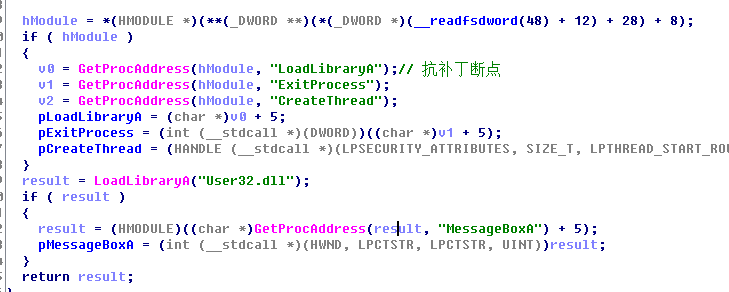 hModule = *(HMODULE *)(**(_DWORD **)(*(_DWORD *)(__readfsdword(48) + 12) + 28) + 8);
if ( hModule )
{
v0 = GetProcAddress(hModule, "LoadLibraryA");// 抗补丁断点
v1 = GetProcAddress(hModule, "ExitProcess");
v2 = GetProcAddress(hModule, "CreateThread");
pLoadLibraryA = (char *)v0 + 5;
pExitProcess = (int (__stdcall *)(DWORD))((char *)v1 + 5);
pCreateThread = (HANDLE (__stdcall *)(LPSECURITY_ATTRIBUTES, SIZE_T, LPTHREAD_START_ROU
}
result = LoadLibraryA("User32.dll");
if ( result )
{
result = (HMODULE)((char *)GetProcAddress(result, "MessageBoxA") + 5);
pMessageBoxA = (int (__stdcall *)(HWND, LPCTSTR, LPCTSTR, UINT))result;
}
return result;